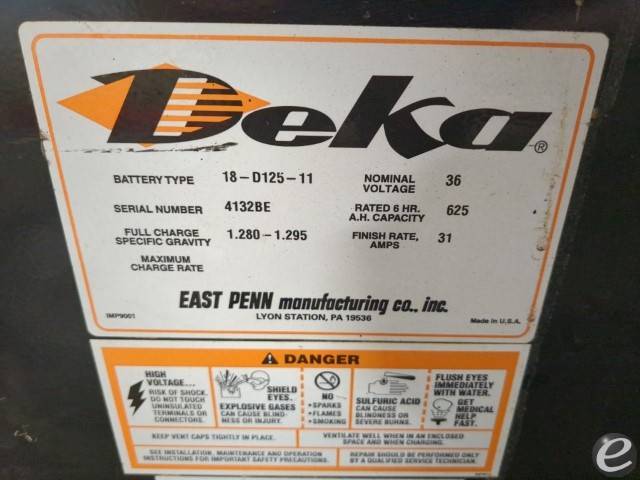 Deka®
BATTERY TYPE 18-D125-11
NOMINAL VOLTAGE 36
SERIAL NUMBER 4132BE
RATED 6 HR. A.H. CAPACITY 625
FULL CHARGE SPECIFIC GRAVITY 1.280-1.295
FINISH RATE, AMPS 31
MAXIMUM CHARGE RATE
EAST PENN manufacturing co., inc.
LYON STATION, PA 19536
IMP9001
Made in U.S.A.
DANGER
HIGH VOLTAGE...
RISK OF SHOCK.
DO NOT TOUCH
UNINSULATED
TERMINALS OR
CONNECTORS.
SHIELD EYES.
EXPLOSIVE GASES
CAN CAUSE BLIND-
NESS OR INJURY.
NO
•SPARKS
•FLAMES
•SMOKING
SULFURIC ACID
CAN CAUSE
BLINDNESS OR
SEVERE BURNS.
FLUSH EYES
IMMEDIATELY
WITH WATER.
GET
MEDICAL
HELP
FAST.
KEEP VENT CAPS TIGHTLY IN PLACE.
VENTILATE WELL WHEN IN AN ENCLOSED
SPACE AND WHEN CHARGING.
SEE INSTALLATION, MAINTENANCE AND OPERATION
INSTRUCTIONS FOR IMPORTANT SAFETY PRECAUTIONS.
REPAIR SHOULD BE PERFORMED ONLY
BY A QUALIFIED SERVICE TECHNICIAN.
e